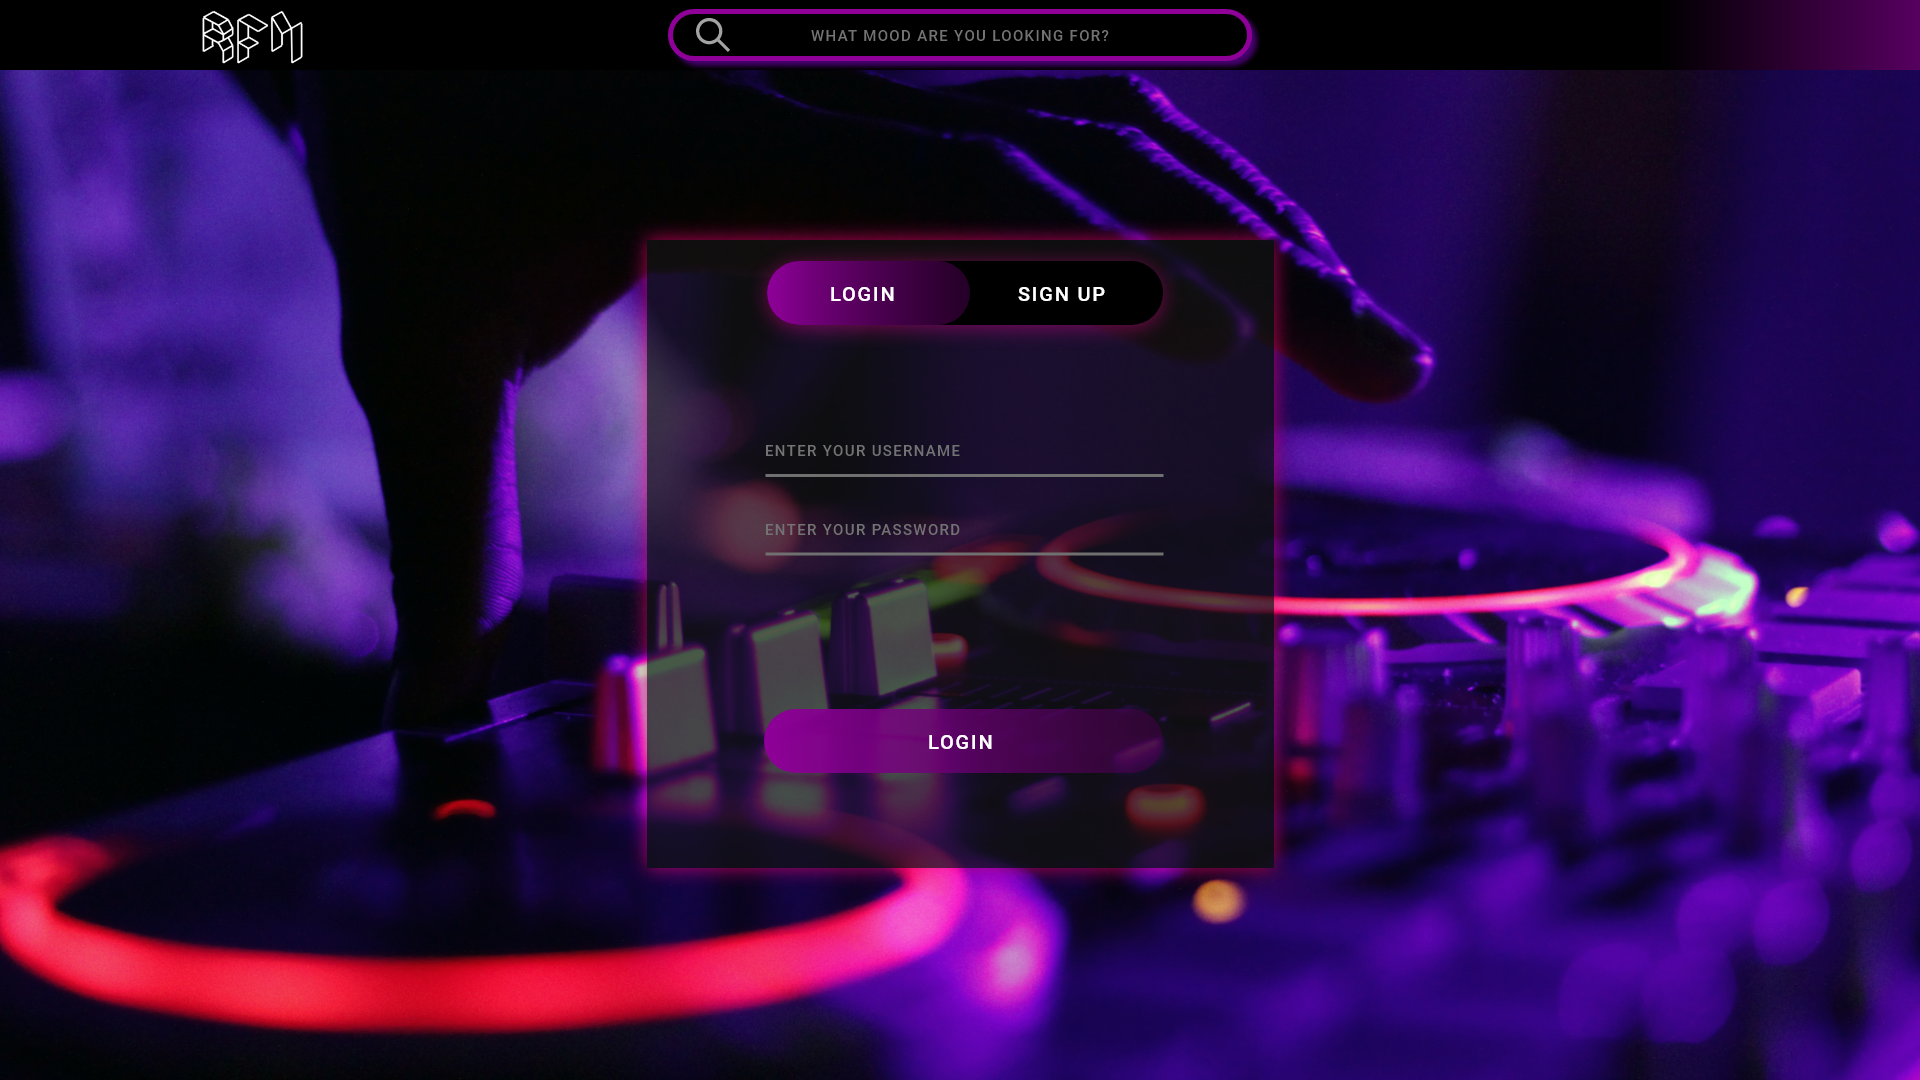 RFM
WHAT MOOD ARE YOU LOOKING FOR?
LOGIN
SIGN UP
ENTER YOUR USERNAME
ENTER YOUR PASSWORD
LOGIN